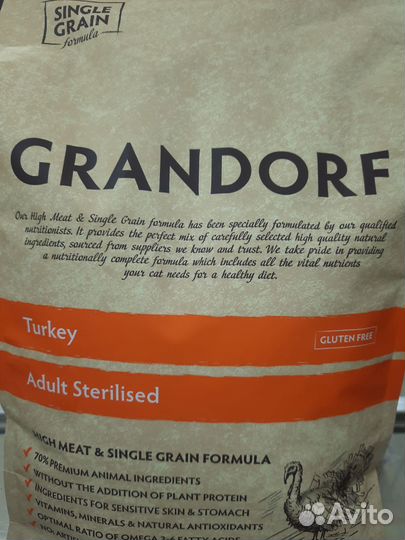 SINGLE
GRAIN
formula
GRANDORF
Our High Meat & Single Grain formula has been specially formulated by our qualified
nutritionists. It provides the perfect mix of carefully selected high quality natural
ingredients, sourced from suppliers we know and trust. We take pride in providing
a nutritionally complete formula which includes all the vital nutrients
your cat needs for a healthy diet.
Turkey
GLUTEN FREE
Adult Sterilised
HIGH MEAT & SINGLE GRAIN FORMULA
70% PREMIUM ANIMAL INGREDIENTS
WITHOUT THE ADDITION OF PLANT PROTEIN
INGREDIENTS FOR SENSITIVE SKIN & STOMACH
VITAMINS, MINERALS & NATURAL ANTIOXIDANTS
OPTIMAL RATIO OF OMEGA 3-6 FATTY ACIDS
Avito